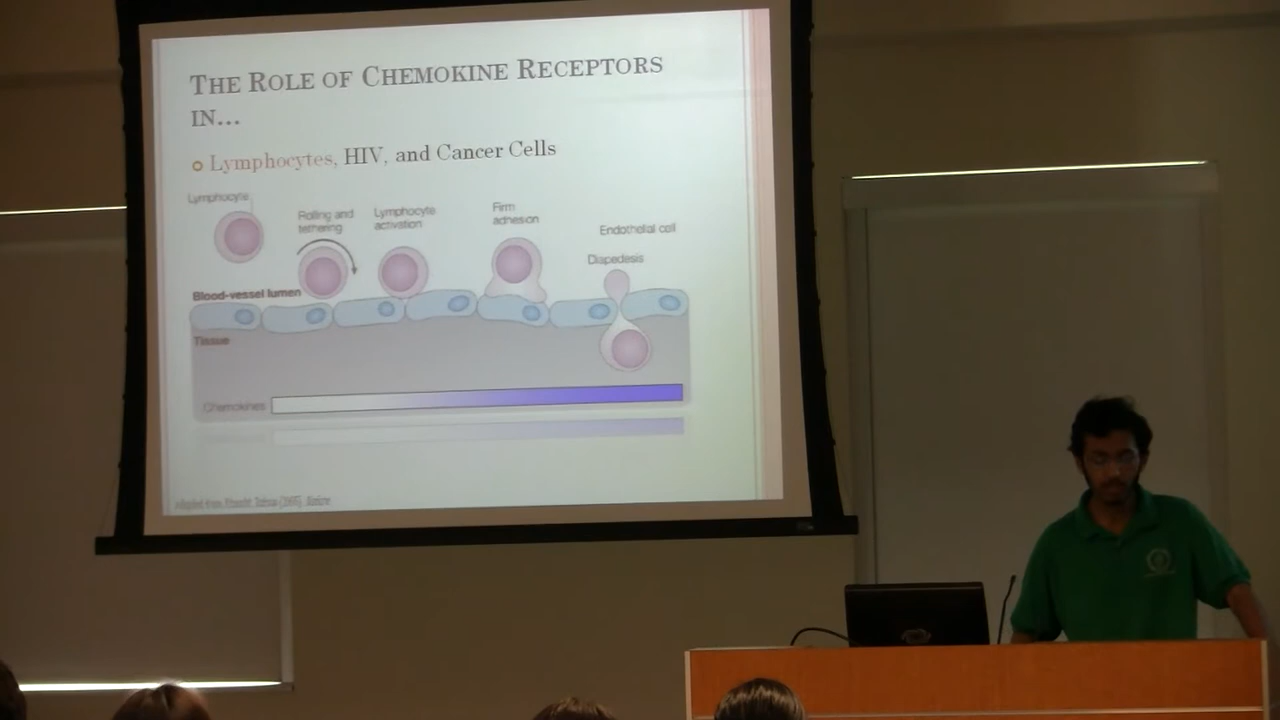 THE ROLE OF CHEMOKINE RECEPTORS
IN...
Lymphocytes, HIV, and Cancer Cells
Lymphocyte
Rolling and
tethering
Lymphocyte
activation
Firm
adhesion
Endothelial cell
Diapedesis
Blood-vessel lumen
Tissue
Chemokines